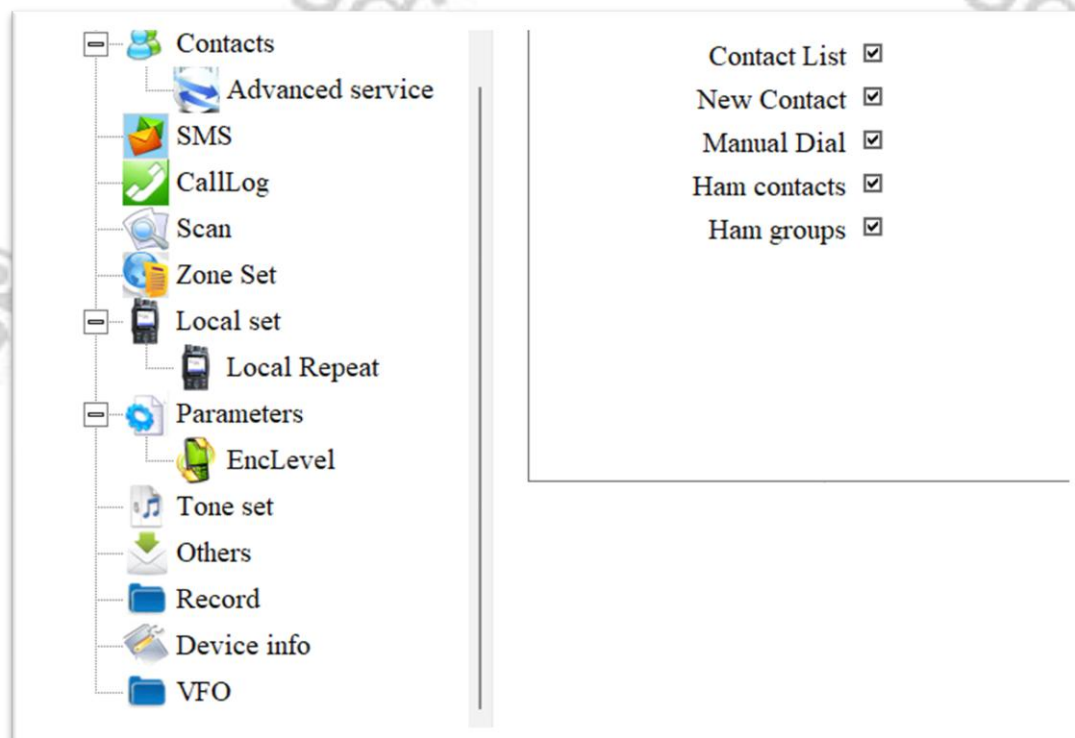 Contacts
Advanced service
SMS
CallLog
Scan
Zone Set
Local set
Local Repeat
Parameters
EncLevel
Tone set
Others
Record
Device info
VFO
Contact List
New Contact
Manual Dial
Ham contacts
Ham groups